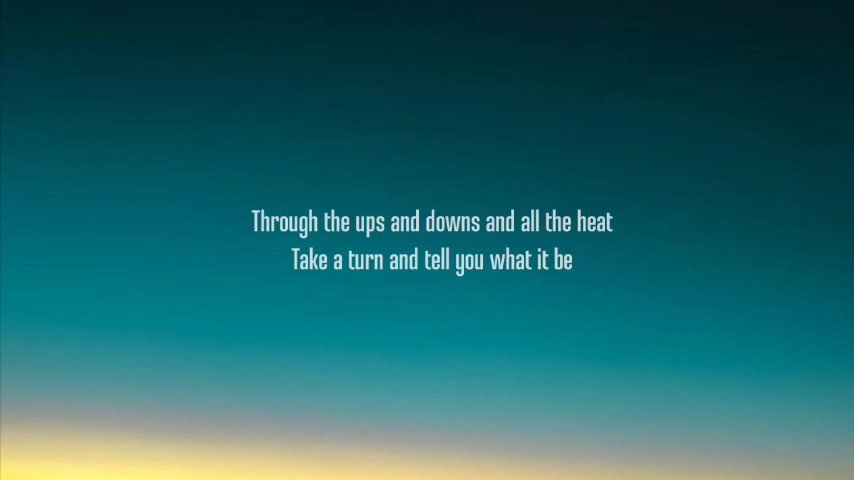 Through the ups and downs and all the heat
Take a turn and tell you what it be